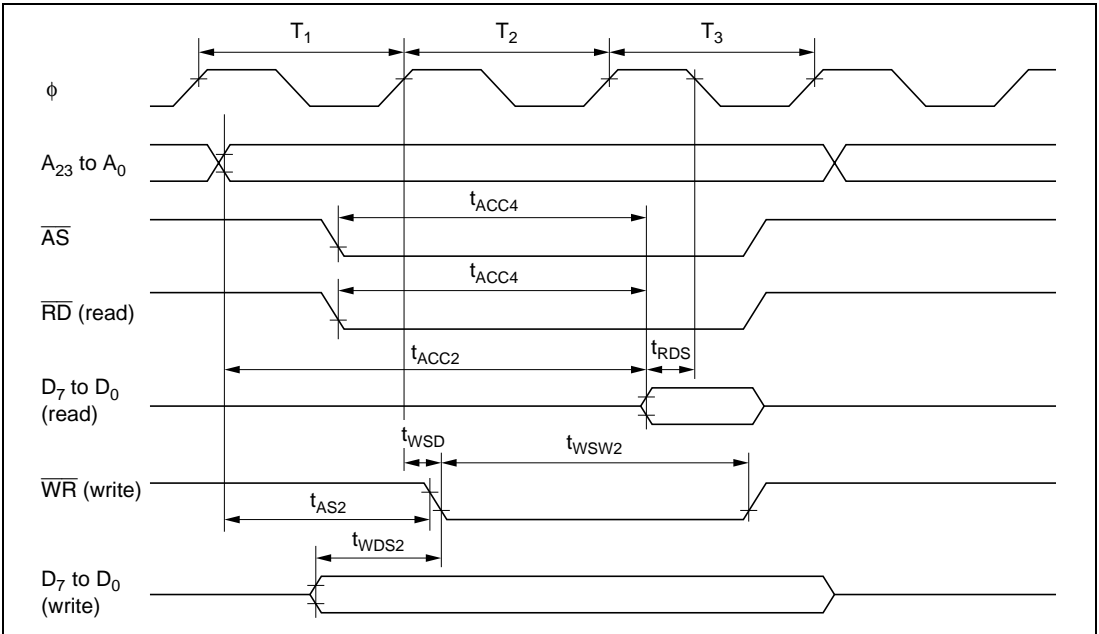 T1 T2 T3
φ
A23 to A0
tACC4
AS
tACC4
RD (read)
tACC2 tRDS
D7 to D0
(read)
tWSD tWSW2
WR (write)
tAS2
tWDS2
D7 to D0
(write)